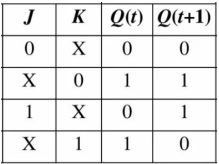 J K Q(t) Q(t+1)
0 X 0 0
X 0 1 1
1 X 0 1
X 1 1 0